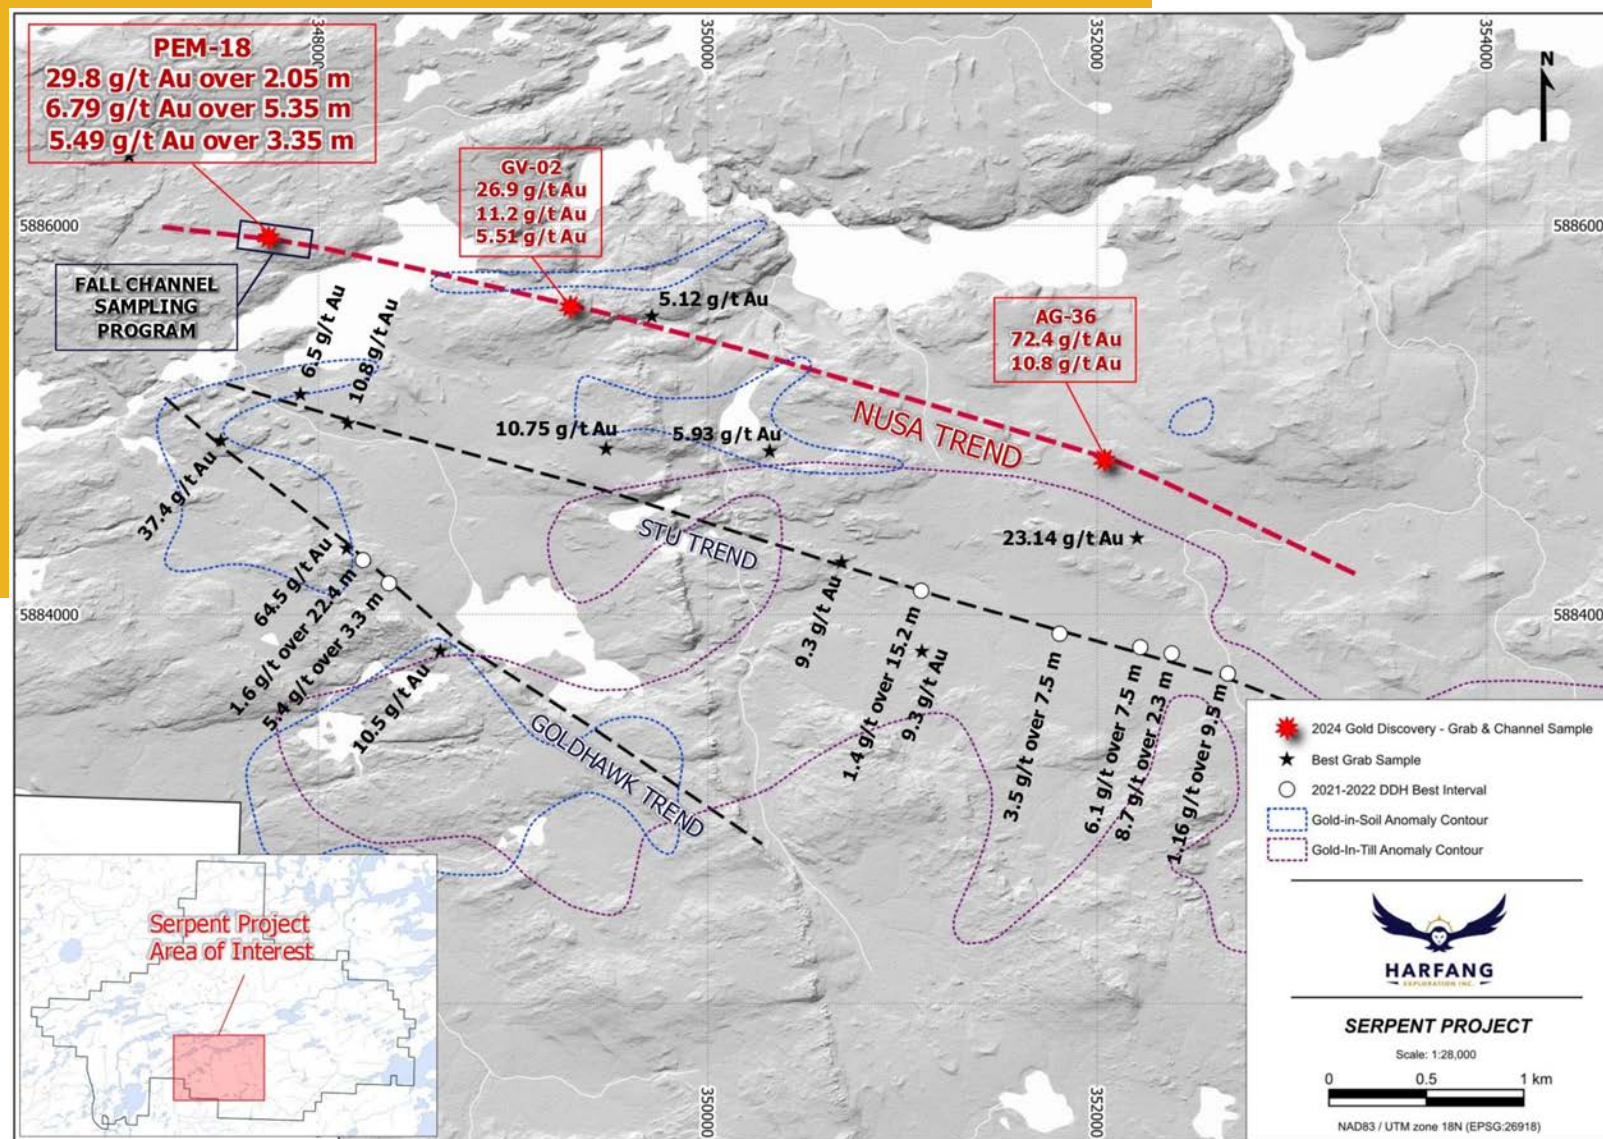 348000
350000
352000
354000
N
PEM-18
29.8 g/t Au over 2.05 m
6.79 g/t Au over 5.35 m
5.49 g/t Au over 3.35 m
GV-02
26.9 g/t Au
11.2 g/t Au
5.51 g/t Au
5886000
5886000
FALL CHANNEL
SAMPLING
PROGRAM
6.5 g/t Au
10.8 g/t Au
5.12 g/t Au
AG-36
72.4 g/t Au
10.8 g/t Au
NUSA TREND
10.75 g/t Au
5.93 g/t Au
37.4 g/t Au
STU TREND
23.14 g/t Au
64.5 g/t Au
1.6 g/t over 22.4 m
5.4 g/t over 3.3 m
10.5 g/t Au
5884000
5884000
9.3 g/t Au
1.4 g/t over 15.2 m
9.3 g/t Au
3.5 g/t over 7.5 m
6.1 g/t over 7.5 m
8.7 g/t over 2.3 m
1.16 g/t over 9.5 m
GOLDHAWK TREND
2024 Gold Discovery - Grab & Channel Sample
Best Grab Sample
2021-2022 DDH Best Interval
Gold-in-Soil Anomaly Contour
Gold-In-Till Anomaly Contour
HARFANG
EXPLORATION INC.
SERPENT PROJECT
Scale: 1:28,000
0 0.5 1 km
NAD83 / UTM zone 18N (EPSG:26918)
Serpent Project
Area of Interest
350000
352000